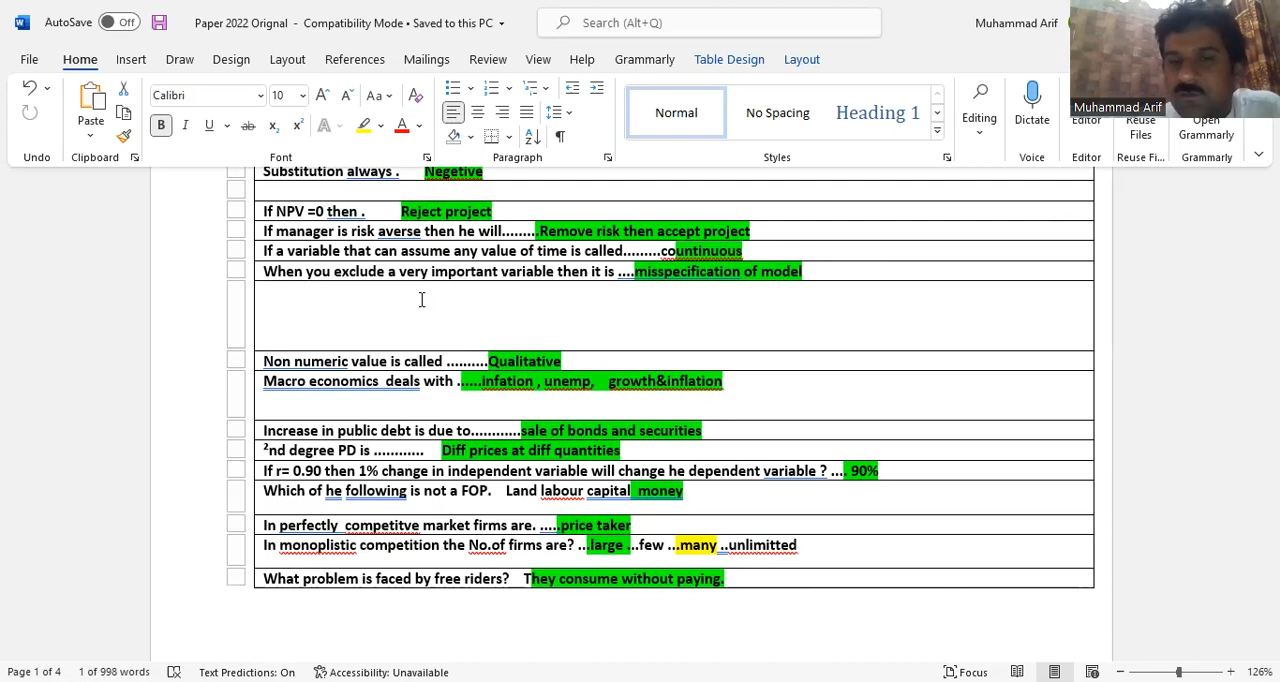 AutoSave Off Paper 2022 Orignal - Compatibility Mode • Saved to this PC Search (Alt+Q) Muhammad Arif
File Home Insert Draw Design Layout References Mailings Review View Help Grammarly Table Design Layout
Muhammad Arif
Calibri 10 Aa
Paste
B I U ab x₂ x² A A
Normal No Spacing Heading 1
Editing Dictate Editor Reuse Files Open Grammarly
Undo Clipboard Font Paragraph Styles Voice Editor Reuse Fi... Grammarly
Substitution always . Negetive
If NPV =0 then . Reject project
If manager is risk averse then he will.........Remove risk then accept project
If a variable that can assume any value of time is called.........countinuous
When you exclude a very important variable then it is ....misspecification of model
Non numeric value is called ..........Qualitative
Macro economics deals with .......infation , unemp, growth&inflation
Increase in public debt is due to............sale of bonds and securities
²nd degree PD is ............ Diff prices at diff quantities
If r= 0.90 then 1% change in independent variable will change he dependent variable ? .... 90%
Which of he following is not a FOP. Land labour capital money
In perfectly competitve market firms are. .....price taker
In monoplistic competition the No.of firms are? ...large ...few ...many ..unlimitted
What problem is faced by free riders? They consume without paying.
Page 1 of 4 1 of 998 words Text Predictions: On Accessibility: Unavailable Focus 126%